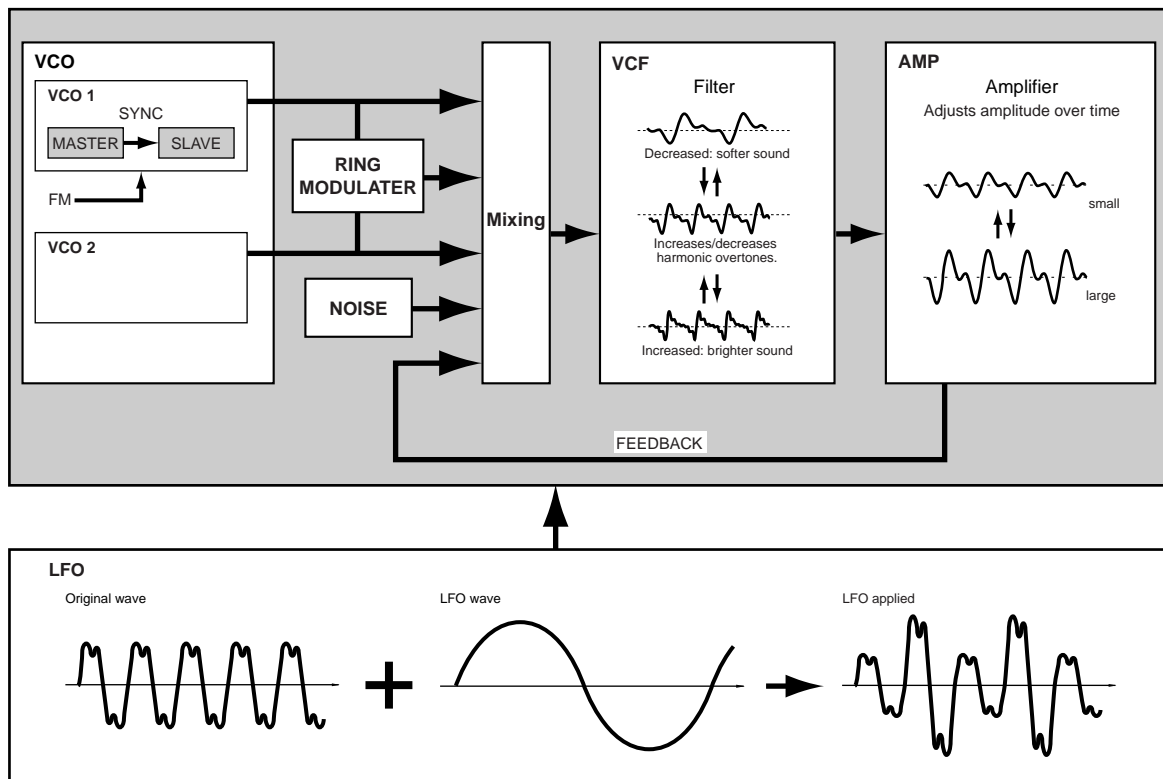 VCO
VCO 1
SYNC
MASTER
SLAVE
FM
VCO 2
RING
MODULATER
NOISE
Mixing
VCF
Filter
Decreased: softer sound
Increases/decreases
harmonic overtones.
Increased: brighter sound
AMP
Amplifier
Adjusts amplitude over time
small
large
FEEDBACK
LFO
Original wave
LFO wave
LFO applied